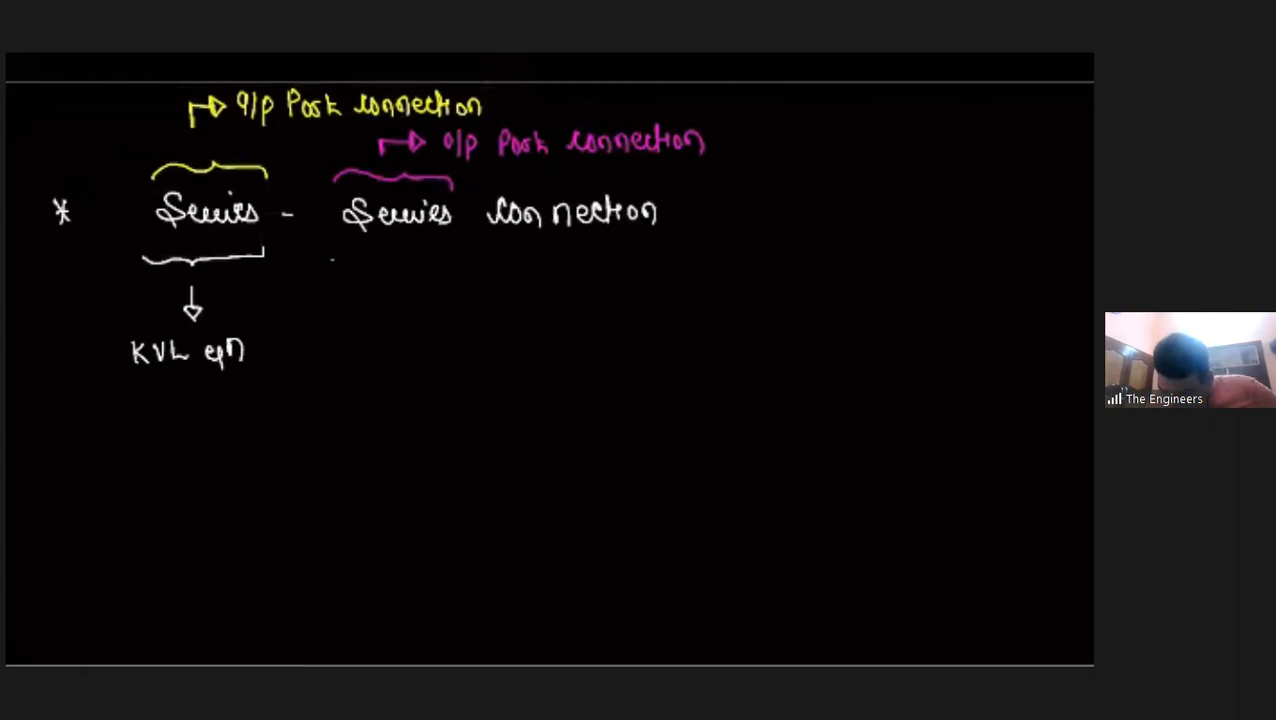 i/p Port connection
o/p Port connection
* Series - Series connection
KVL eqn
The Engineers